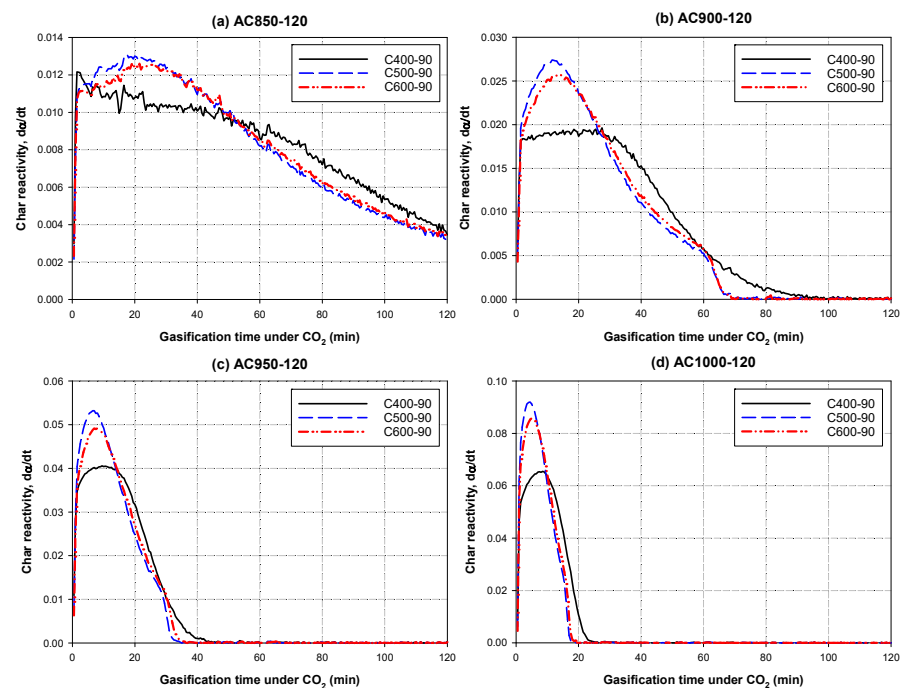 (a) AC850-120
Char reactivity, dα/dt
0.014
0.012
0.010
0.008
0.006
0.004
0.002
0.000
C400-90
C500-90
C600-90
0 20 40 60 80 100 120
Gasification time under CO₂ (min)
(b) AC900-120
Char reactivity, dα/dt
0.030
0.025
0.020
0.015
0.010
0.005
0.000
C400-90
C500-90
C600-90
0 20 40 60 80 100 120
Gasification time under CO₂ (min)
(c) AC950-120
Char reactivity, dα/dt
0.06
0.05
0.04
0.03
0.02
0.01
0.00
C400-90
C500-90
C600-90
0 20 40 60 80 100 120
Gasification time under CO₂ (min)
(d) AC1000-120
Char reactivity, dα/dt
0.10
0.08
0.06
0.04
0.02
0.00
C400-90
C500-90
C600-90
0 20 40 60 80 100 120
Gasification time under CO₂ (min)